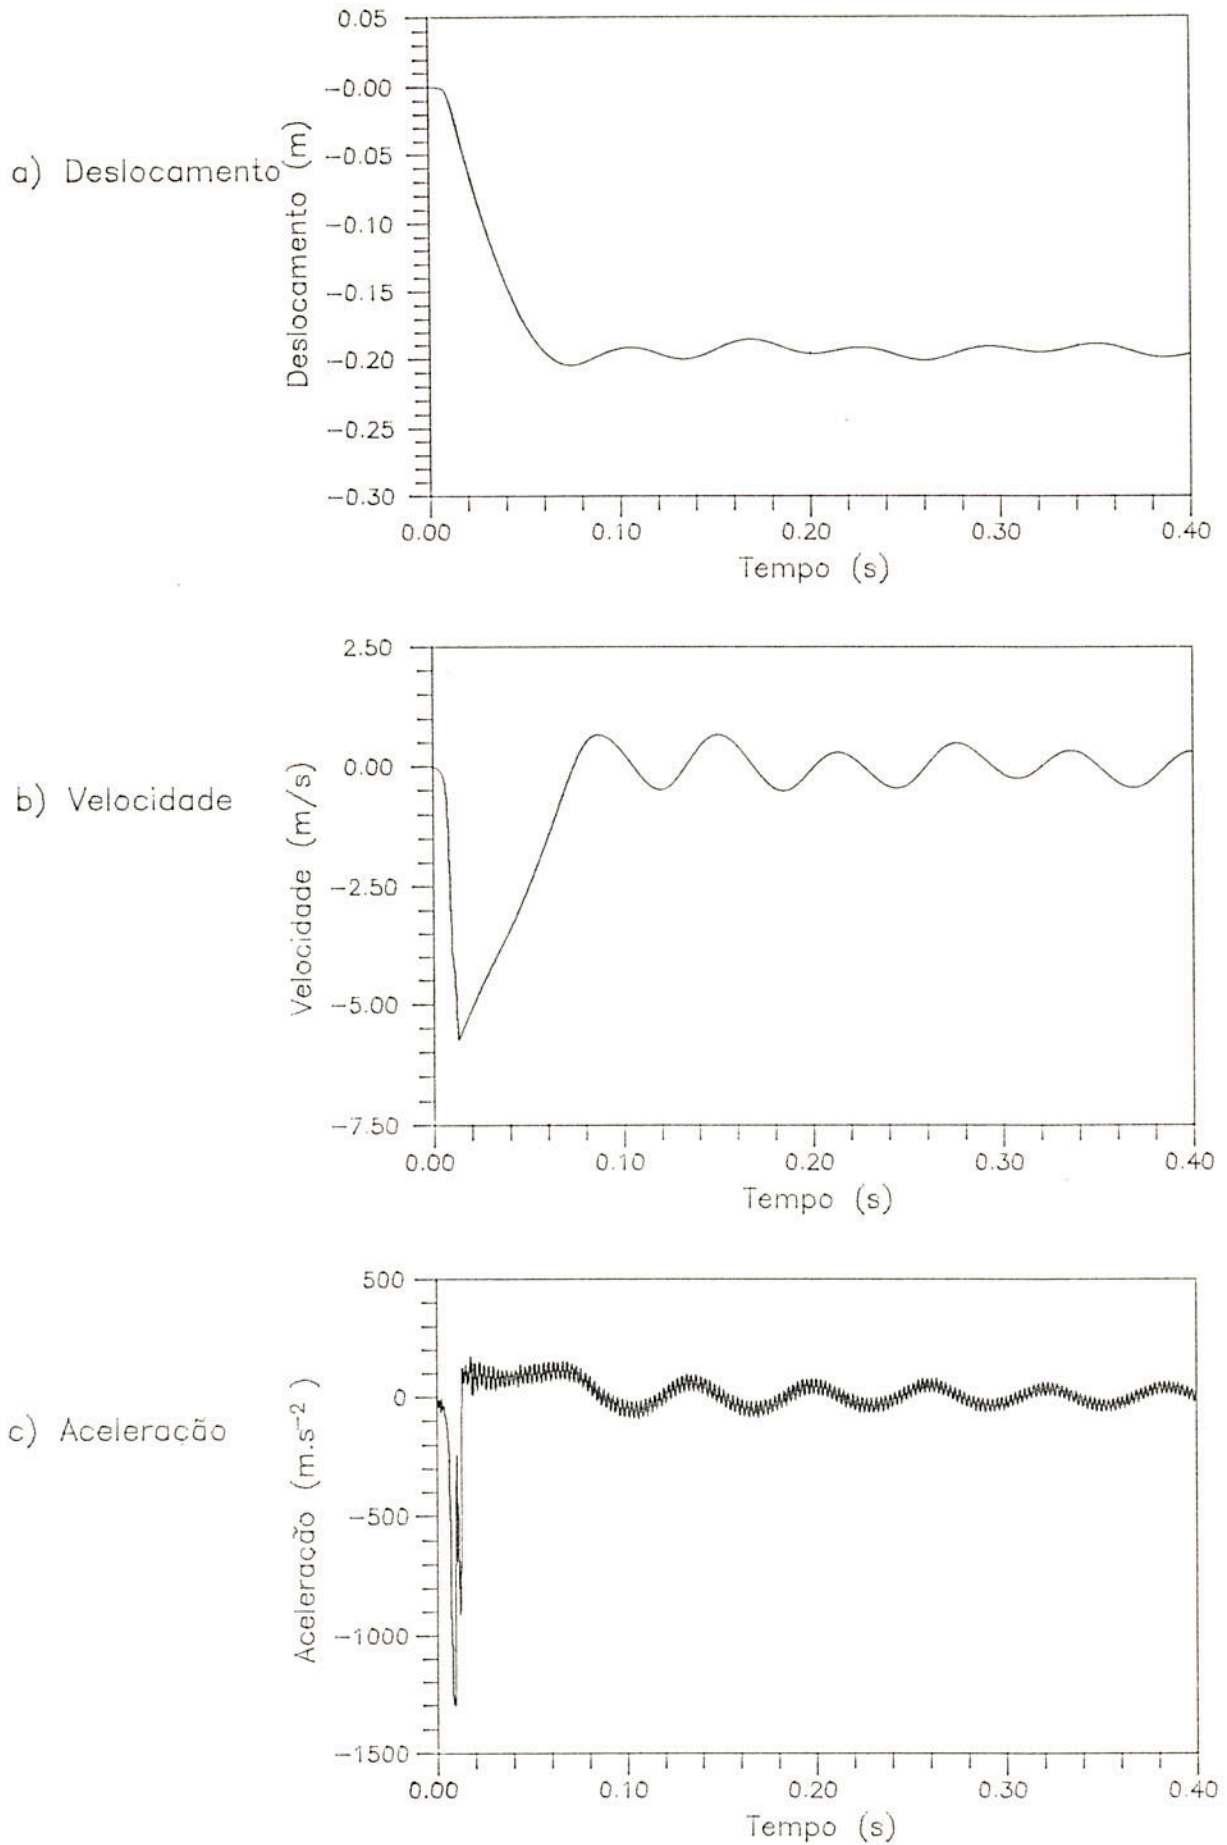 a) Deslocamento
Deslocamento (m)
0.05
−0.00
−0.05
−0.10
−0.15
−0.20
−0.25
−0.30
0.00 0.10 0.20 0.30 0.40
Tempo (s)
b) Velocidade
Velocidade (m/s)
2.50
0.00
−2.50
−5.00
−7.50
0.00 0.10 0.20 0.30 0.40
Tempo (s)
c) Aceleração
Aceleração (m.s⁻²)
500
0
−500
−1000
−1500
0.00 0.10 0.20 0.30 0.40
Tempo (s)